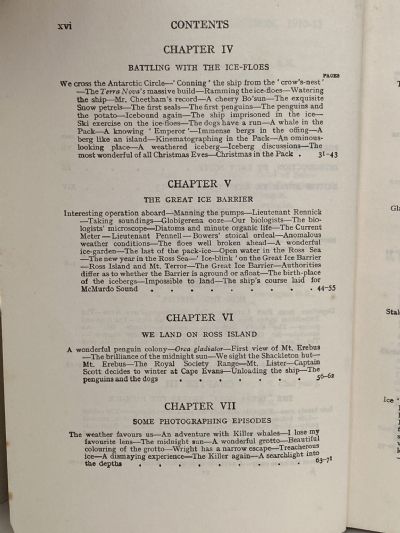 xvi CONTENTS
CHAPTER IV
BATTLING WITH THE ICE-FLOES
PAGES
We cross the Antarctic Circle—‘Conning’ the ship from the ‘crow's-nest’
—The Terra Nova's massive build—Ramming the ice-floes—Watering
the ship—Mr. Cheetham's record—A cheery Bo'sun—The exquisite
Snow petrels—The first seals—The first penguins—The penguins and
the potato—Icebound again—The ship imprisoned in the ice—
Ski exercise on the ice-floes—The dogs have a run—A whale in the
Pack—A knowing ‘Emperor’—Immense bergs in the offing—A
berg like an island—Kinematographing in the Pack—An ominous-
looking place—A weathered iceberg—Iceberg discussions—The
most wonderful of all Christmas Eves—Christmas in the Pack . 31-43
CHAPTER V
THE GREAT ICE BARRIER
Interesting operation aboard—Manning the pumps—Lieutenant Rennick
—Taking soundings—Globigerena ooze—Our biologists—The bio-
logists' microscope—Diatoms and minute organic life—The Current
Meter—Lieutenant Pennell—Bowers' stoical ordeal—Anomalous
weather conditions—The floes well broken ahead—A wonderful
ice-garden—The last of the pack-ice—Open water in the Ross Sea
—The new year in the Ross Sea—‘Ice-blink’ on the Great Ice Barrier
—Ross Island and Mt. Terror—The Great Ice Barrier—Authorities
differ as to whether the Barrier is aground or afloat—The birth-place
of the icebergs—Impossible to land—The ship's course laid for
McMurdo Sound . . . . . . . . 44-55
CHAPTER VI
WE LAND ON ROSS ISLAND
A wonderful penguin colony—Orca gladiator—First view of Mt. Erebus
—The brilliance of the midnight sun—We sight the Shackleton hut—
Mt. Erebus—The Royal Society Range—Mt. Lister—Captain
Scott decides to winter at Cape Evans—Unloading the ship—The
penguins and the dogs . . . . . . . 56-62
CHAPTER VII
SOME PHOTOGRAPHING EPISODES
The weather favours us—An adventure with Killer whales—I lose my
favourite lens—The midnight sun—A wonderful grotto—Beautiful
colouring of the grotto—Wright has a narrow escape—Treacherous
ice—A dismaying experience—The Killer again—A searchlight into
the depths . . . . . . . . 63-71
Gla
Stal
Ice ‘